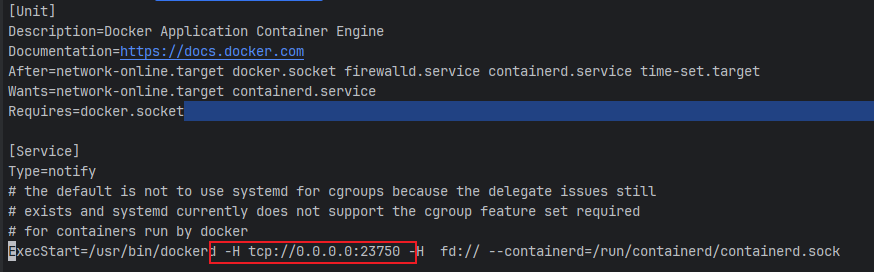 [Unit]
Description=Docker Application Container Engine
Documentation=https://docs.docker.com
After=network-online.target docker.socket firewalld.service containerd.service time-set.target
Wants=network-online.target containerd.service
Requires=docker.socket
[Service]
Type=notify
# the default is not to use systemd for cgroups because the delegate issues still
# exists and systemd currently does not support the cgroup feature set required
# for containers run by docker
ExecStart=/usr/bin/dockerd -H tcp://0.0.0.0:23750 -H  fd:// --containerd=/run/containerd/containerd.sock